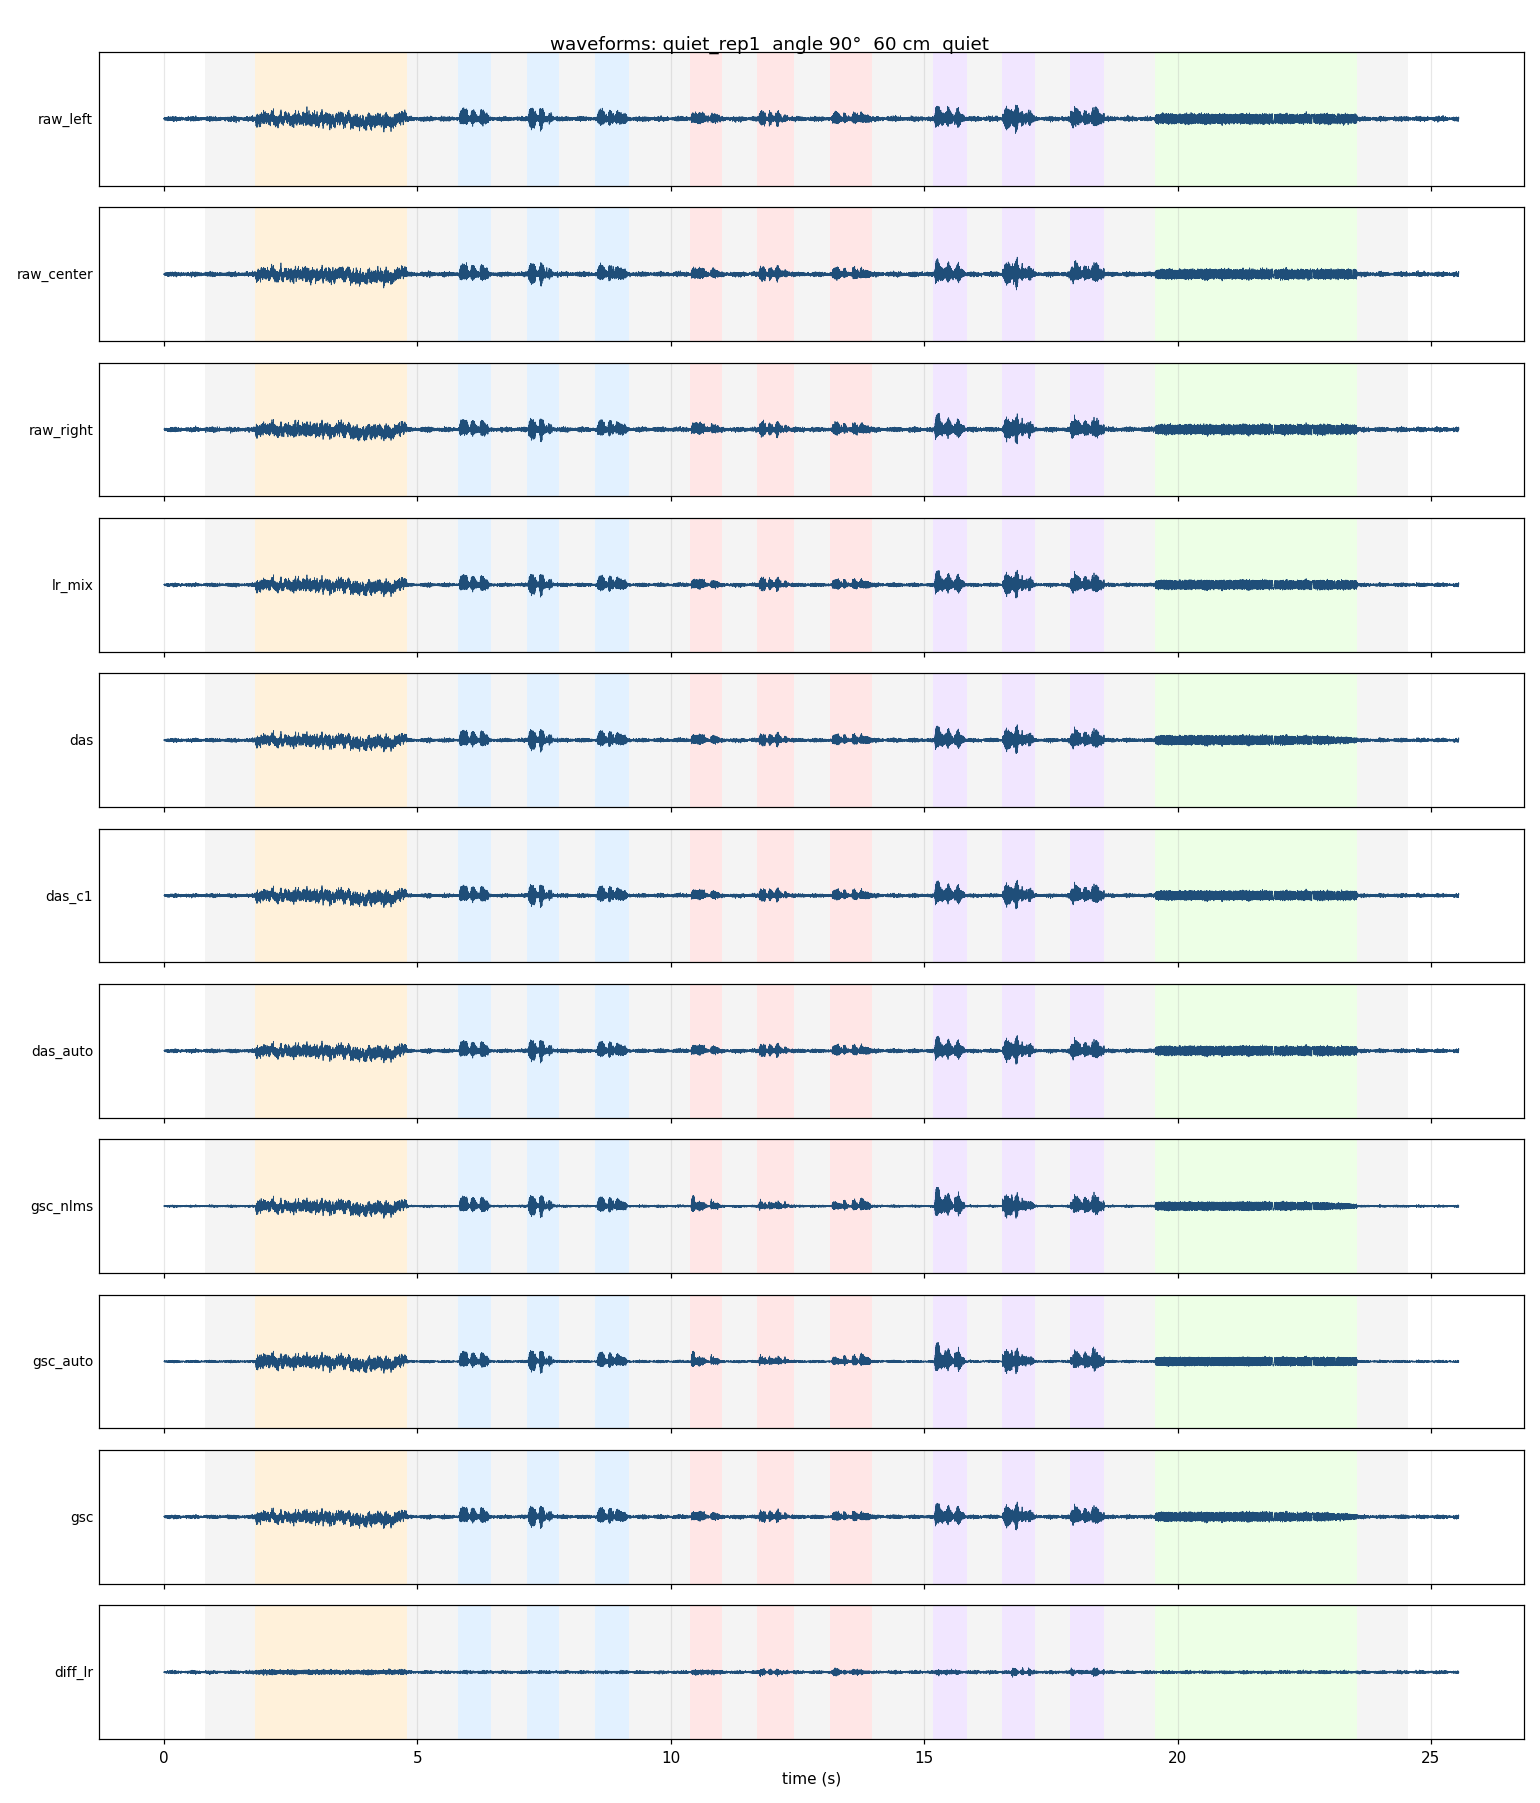 waveforms: quiet_rep1 angle 90° 60 cm quiet
raw_left
raw_center
raw_right
lr_mix
das
das_c1
das_auto
gsc_nlms
gsc_auto
gsc
diff_lr
0 5 10 15 20 25
time (s)